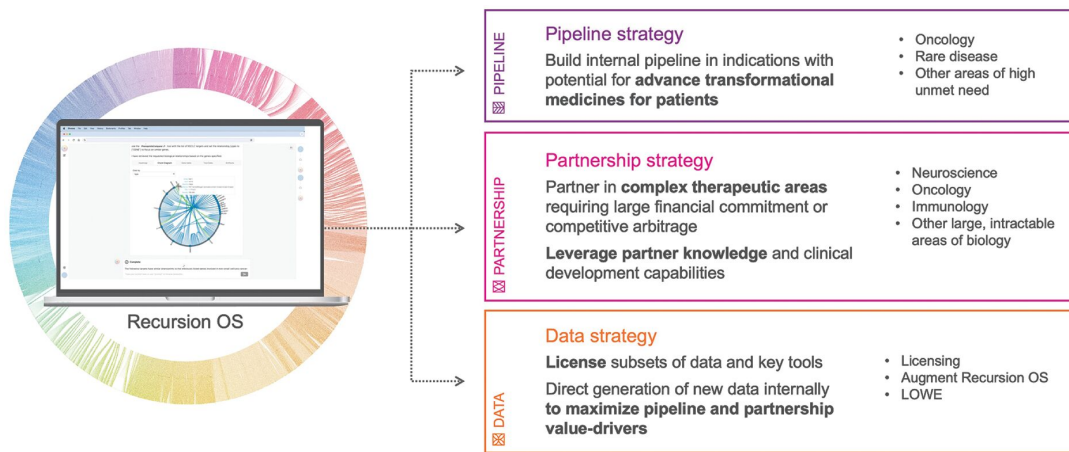 Recursion OS
PIPELINE
Pipeline strategy
Build internal pipeline in indications with
potential for advance transformational
medicines for patients
• Oncology
• Rare disease
• Other areas of high
unmet need
PARTNERSHIP
Partnership strategy
Partner in complex therapeutic areas
requiring large financial commitment or
competitive arbitrage
Leverage partner knowledge and clinical
development capabilities
• Neuroscience
• Oncology
• Immunology
• Other large, intractable
areas of biology
DATA
Data strategy
License subsets of data and key tools
Direct generation of new data internally
to maximize pipeline and partnership
value-drivers
• Licensing
• Augment Recursion OS
• LOWE